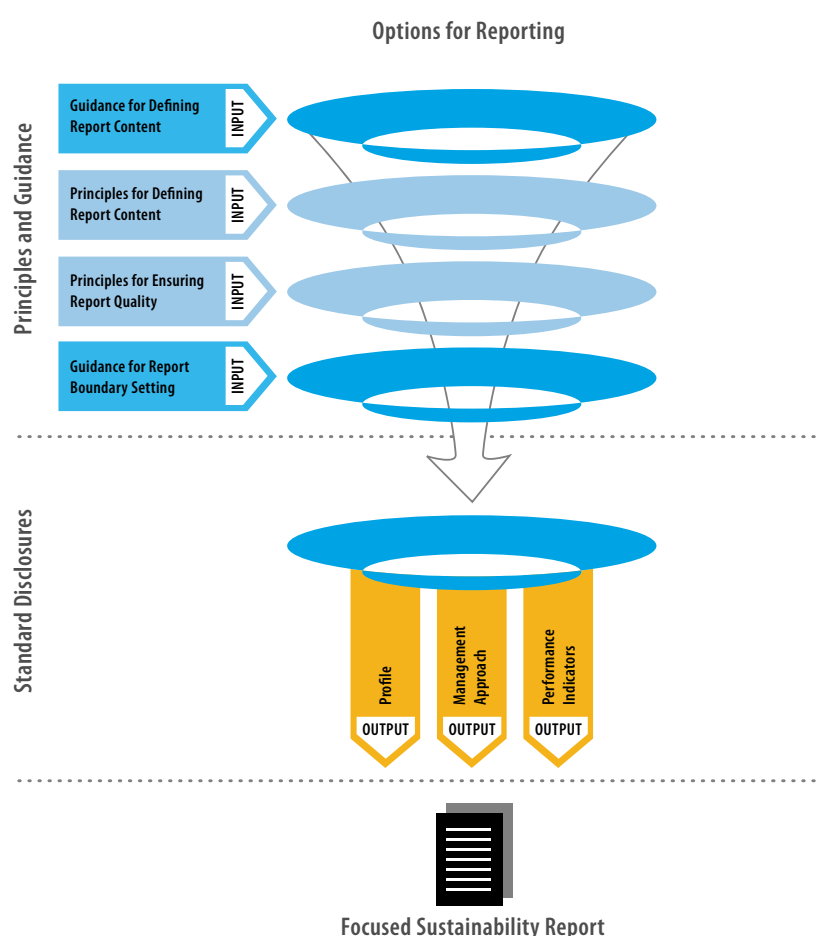 Options for Reporting
Principles and Guidance
Guidance for Defining
Report Content
INPUT
Principles for Defining
Report Content
INPUT
Principles for Ensuring
Report Quality
INPUT
Guidance for Report
Boundary Setting
INPUT
Standard Disclosures
Profile
OUTPUT
Management
Approach
OUTPUT
Performance
Indicators
OUTPUT
Focused Sustainability Report